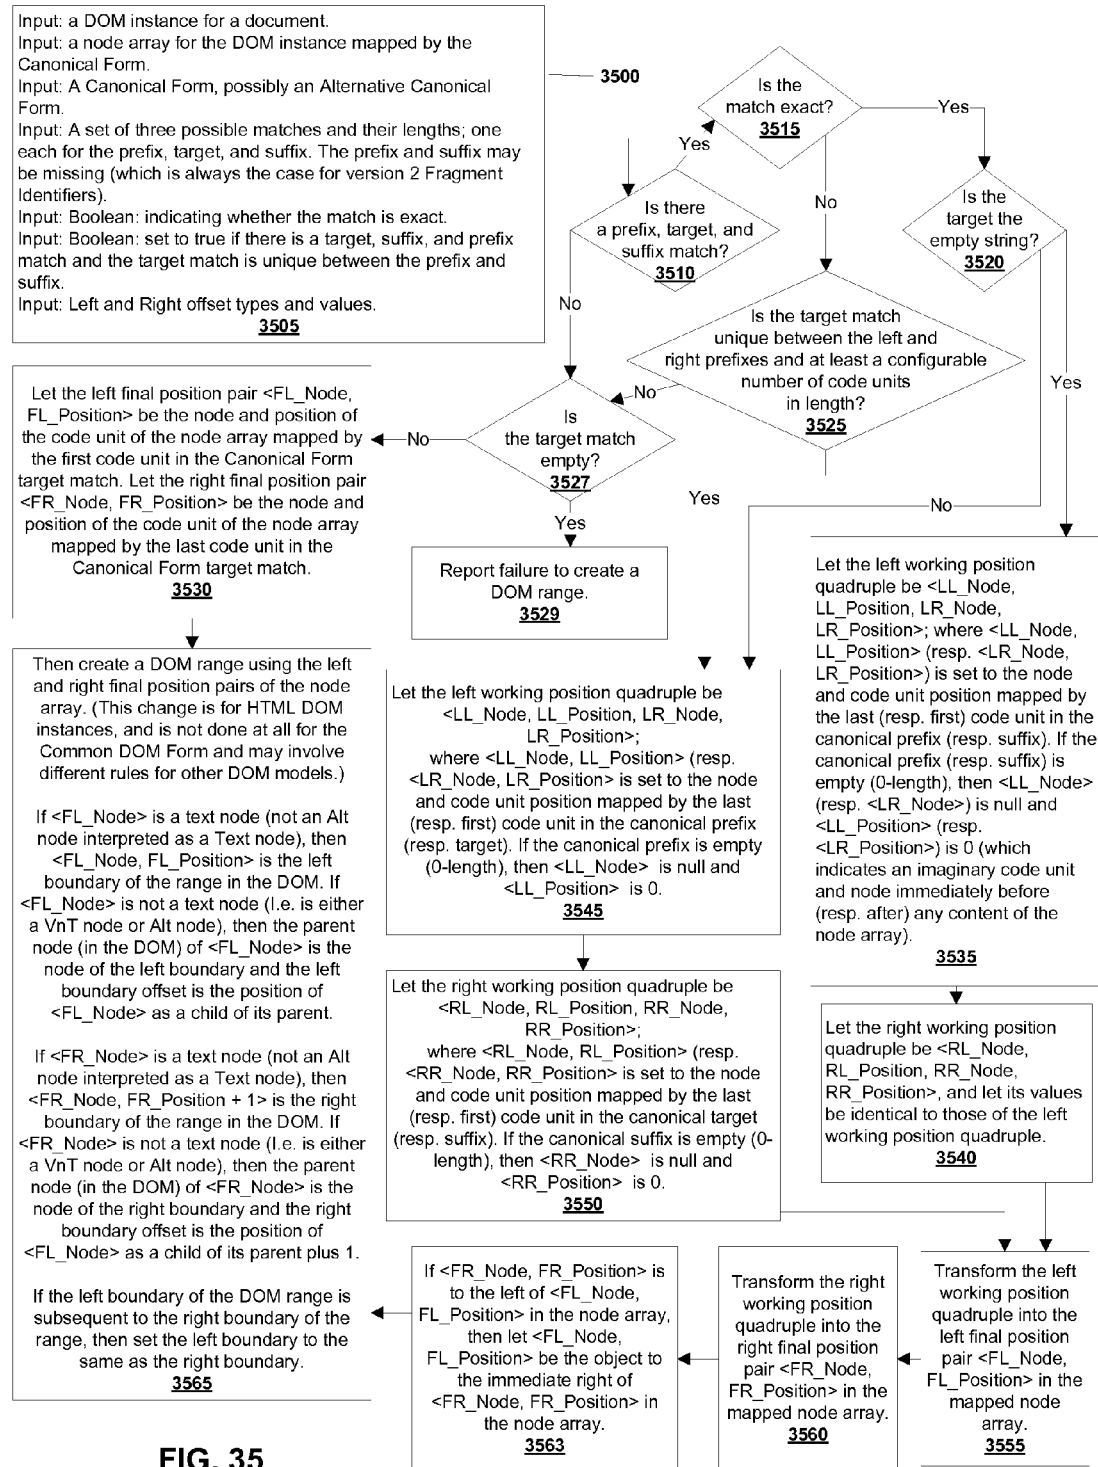 Input: a DOM instance for a document.
Input: a node array for the DOM instance mapped by the
Canonical Form.
Input: A Canonical Form, possibly an Alternative Canonical
Form.
Input: A set of three possible matches and their lengths; one
each for the prefix, target, and suffix. The prefix and suffix may
be missing (which is always the case for version 2 Fragment
Identifiers).
Input: Boolean: indicating whether the match is exact.
Input: Boolean: set to true if there is a target, suffix, and prefix
match and the target match is unique between the prefix and
suffix.
Input: Left and Right offset types and values.
3505
3500
Is the
match exact?
3515
Yes
Yes
No
Is there
a prefix, target, and
suffix match?
3510
No
Is the
target the
empty string?
3520
Yes
No
Is the target match
unique between the left and
right prefixes and at least a configurable
number of code units
in length?
3525
No
Yes
Is
the target match
empty?
3527
No
Yes
Report failure to create a
DOM range.
3529
Let the left final position pair <FL_Node,
FL_Position> be the node and position of
the code unit of the node array mapped by
the first code unit in the Canonical Form
target match. Let the right final position pair
<FR_Node, FR_Position> be the node and
position of the code unit of the node array
mapped by the last code unit in the
Canonical Form target match.
3530
Then create a DOM range using the left
and right final position pairs of the node
array. (This change is for HTML DOM
instances, and is not done at all for the
Common DOM Form and may involve
different rules for other DOM models.)
If <FL_Node> is a text node (not an Alt
node interpreted as a Text node), then
<FL_Node, FL_Position> is the left
boundary of the range in the DOM. If
<FL_Node> is not a text node (I.e. is either
a VnT node or Alt node), then the parent
node (in the DOM) of <FL_Node> is the
node of the left boundary and the left
boundary offset is the position of
<FL_Node> as a child of its parent.
If <FR_Node> is a text node (not an Alt
node interpreted as a Text node), then
<FR_Node, FR_Position + 1> is the right
boundary of the range in the DOM. If
<FR_Node> is not a text node (I.e. is either
a VnT node or Alt node), then the parent
node (in the DOM) of <FR_Node> is the
node of the right boundary and the right
boundary offset is the position of
<FL_Node> as a child of its parent plus 1.
If the left boundary of the DOM range is
subsequent to the right boundary of the
range, then set the left boundary to the
same as the right boundary.
3565
Let the left working position quadruple be
<LL_Node, LL_Position, LR_Node,
LR_Position>;
where <LL_Node, LL_Position> (resp.
<LR_Node, LR_Position> is set to the node
and code unit position mapped by the last
(resp. first) code unit in the canonical prefix
(resp. target). If the canonical prefix is empty
(0-length), then <LL_Node> is null and
<LL_Position> is 0.
3545
Let the right working position quadruple be
<RL_Node, RL_Position, RR_Node,
RR_Position>;
where <RL_Node, RL_Position> (resp.
<RR_Node, RR_Position> is set to the node
and code unit position mapped by the last
(resp. first) code unit in the canonical target
(resp. suffix). If the canonical suffix is empty (0-
length), then <RR_Node> is null and
<RR_Position> is 0.
3550
Let the left working position
quadruple be <LL_Node,
LL_Position, LR_Node,
LR_Position>; where <LL_Node,
LL_Position> (resp. <LR_Node,
LR_Position>) is set to the node
and code unit position mapped by
the last (resp. first) code unit in the
canonical prefix (resp. suffix). If the
canonical prefix (resp. suffix) is
empty (0-length), then <LL_Node>
(resp. <LR_Node>) is null and
<LL_Position> (resp.
<LR_Position>) is 0 (which
indicates an imaginary code unit
and node immediately before
(resp. after) any content of the
node array).
3535
Let the right working position
quadruple be <RL_Node,
RL_Position, RR_Node,
RR_Position>, and let its values
be identical to those of the left
working position quadruple.
3540
Transform the left
working position
quadruple into the
left final position
pair <FL_Node,
FL_Position> in the
mapped node
array.
3555
Transform the right
working position
quadruple into the
right final position
pair <FR_Node,
FR_Position> in the
mapped node array.
3560
If <FR_Node, FR_Position> is
to the left of <FL_Node,
FL_Position> in the node array,
then let <FL_Node,
FL_Position> be the object to
the immediate right of
<FR_Node, FR_Position> in
the node array.
3563
FIG. 35